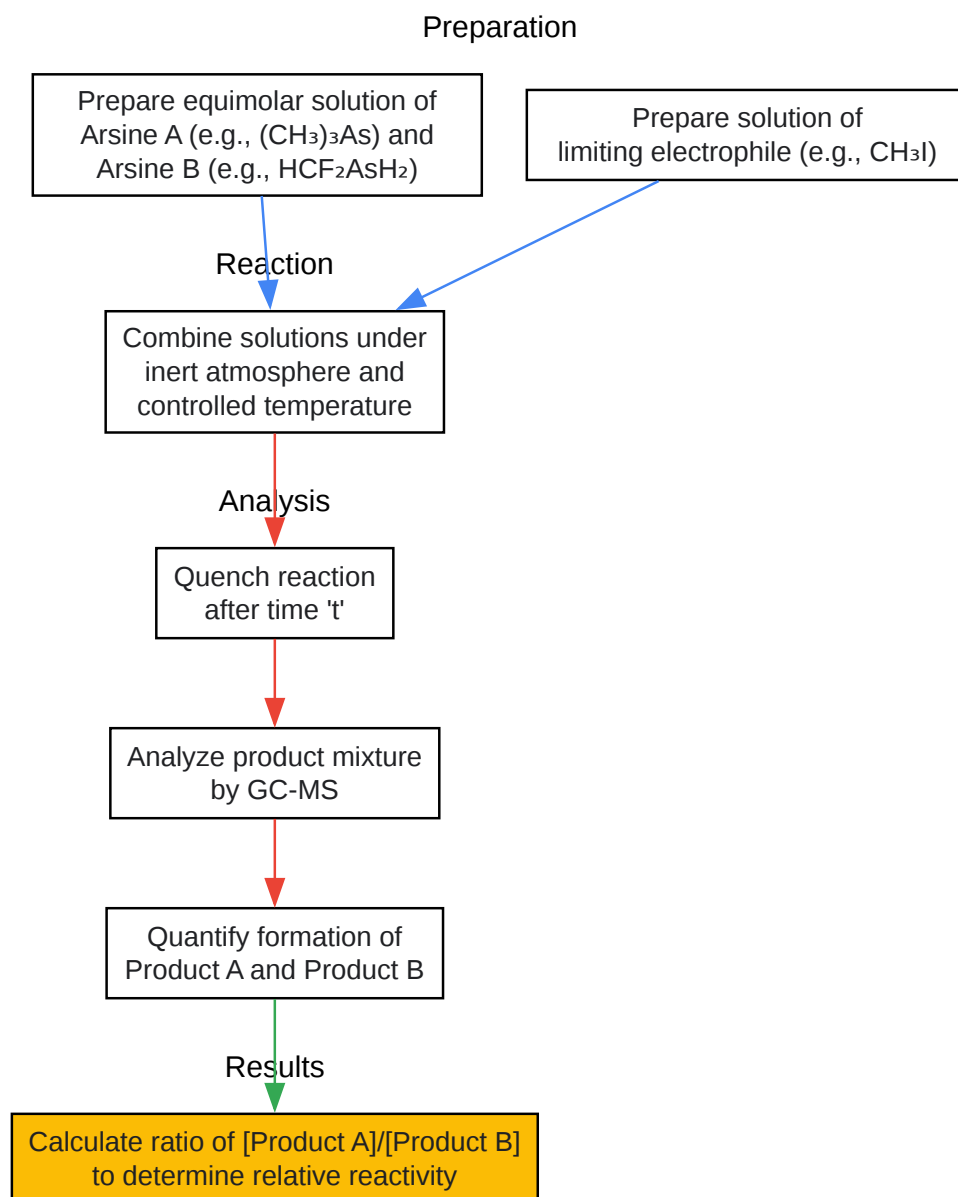 Preparation
Prepare equimolar solution of
Arsine A (e.g., (CH₃)₃As) and
Arsine B (e.g., HCF₂AsH₂)
Prepare solution of
limiting electrophile (e.g., CH₃I)
Reaction
Combine solutions under
inert atmosphere and
controlled temperature
Analysis
Quench reaction
after time 't'
Analyze product mixture
by GC-MS
Quantify formation of
Product A and Product B
Results
Calculate ratio of [Product A]/[Product B]
to determine relative reactivity